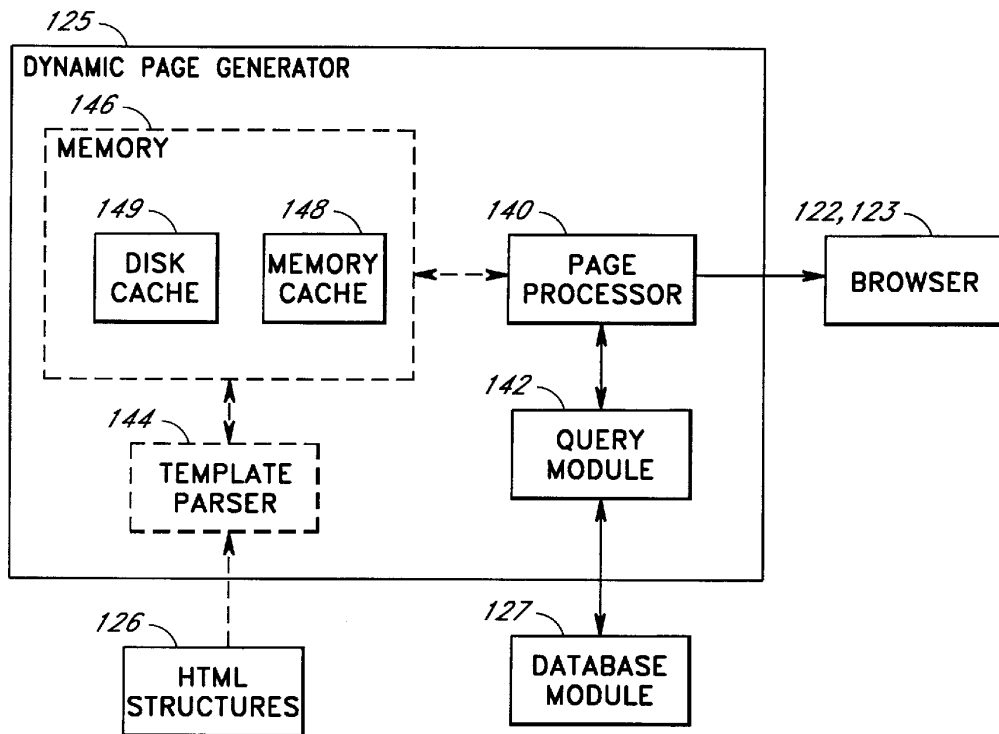 125
DYNAMIC PAGE GENERATOR
146
MEMORY
149
DISK
CACHE
148
MEMORY
CACHE
140
PAGE
PROCESSOR
122,123
BROWSER
144
TEMPLATE
PARSER
142
QUERY
MODULE
126
HTML
STRUCTURES
127
DATABASE
MODULE